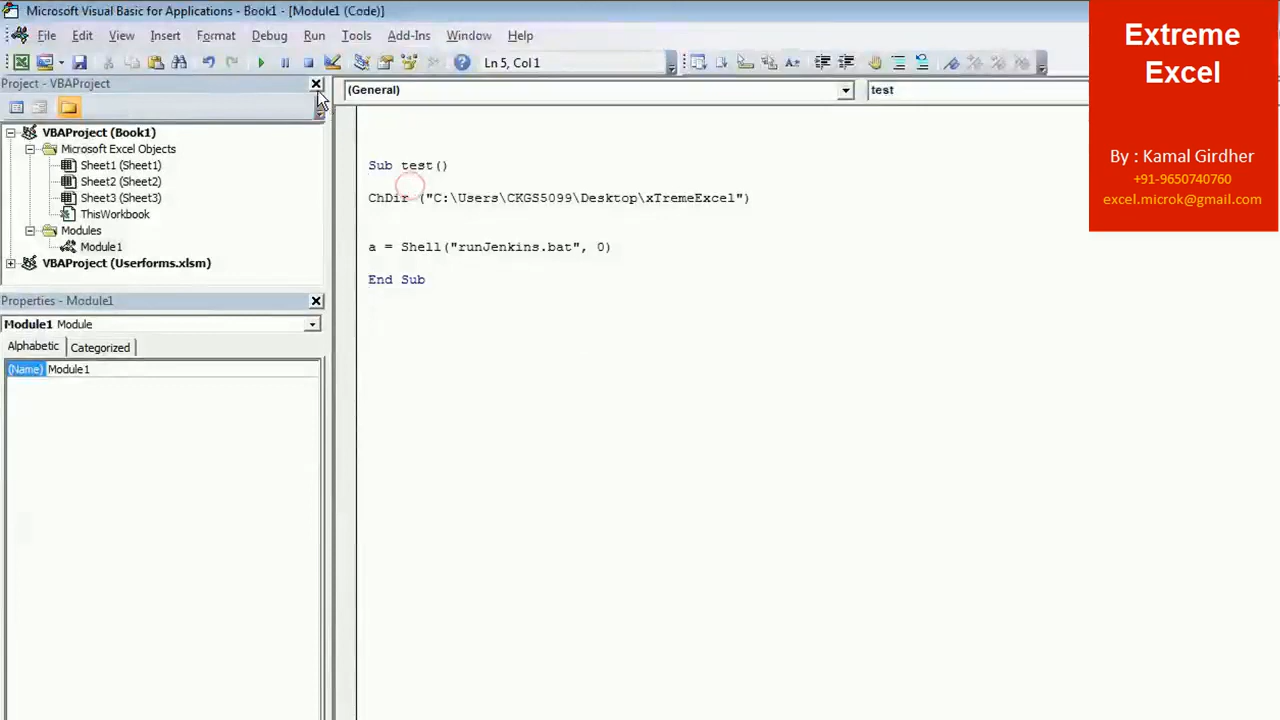 Microsoft Visual Basic for Applications - Book1 - [Module1 (Code)]
File Edit View Insert Format Debug Run Tools Add-Ins Window Help
Ln 5, Col 1
Project - VBAProject
(General)
test
VBAProject (Book1)
Microsoft Excel Objects
Sheet1 (Sheet1)
Sheet2 (Sheet2)
Sheet3 (Sheet3)
ThisWorkbook
Modules
Module1
VBAProject (Userforms.xlsm)
Properties - Module1
Module1 Module
Alphabetic Categorized
(Name) Module1
Sub test()
ChDir ("C:\Users\CKGS5099\Desktop\xTremeExcel")
a = Shell("runJenkins.bat", 0)
End Sub
Extreme
Excel
By : Kamal Girdher
+91-9650740760
excel.microk@gmail.com